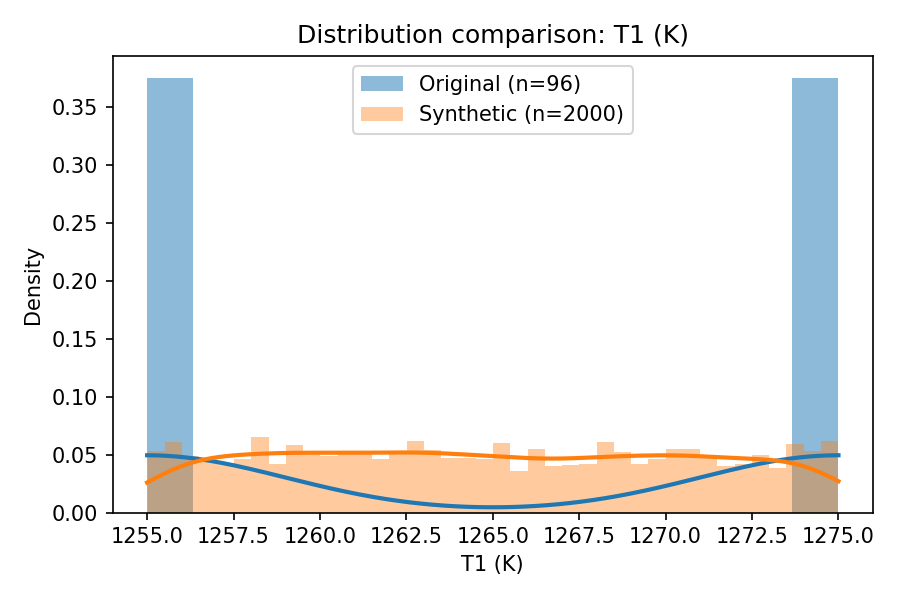 Distribution comparison: T1 (K)
Original (n=96)
Synthetic (n=2000)
Density
0.35
0.30
0.25
0.20
0.15
0.10
0.05
0.00
1255.0 1257.5 1260.0 1262.5 1265.0 1267.5 1270.0 1272.5 1275.0
T1 (K)